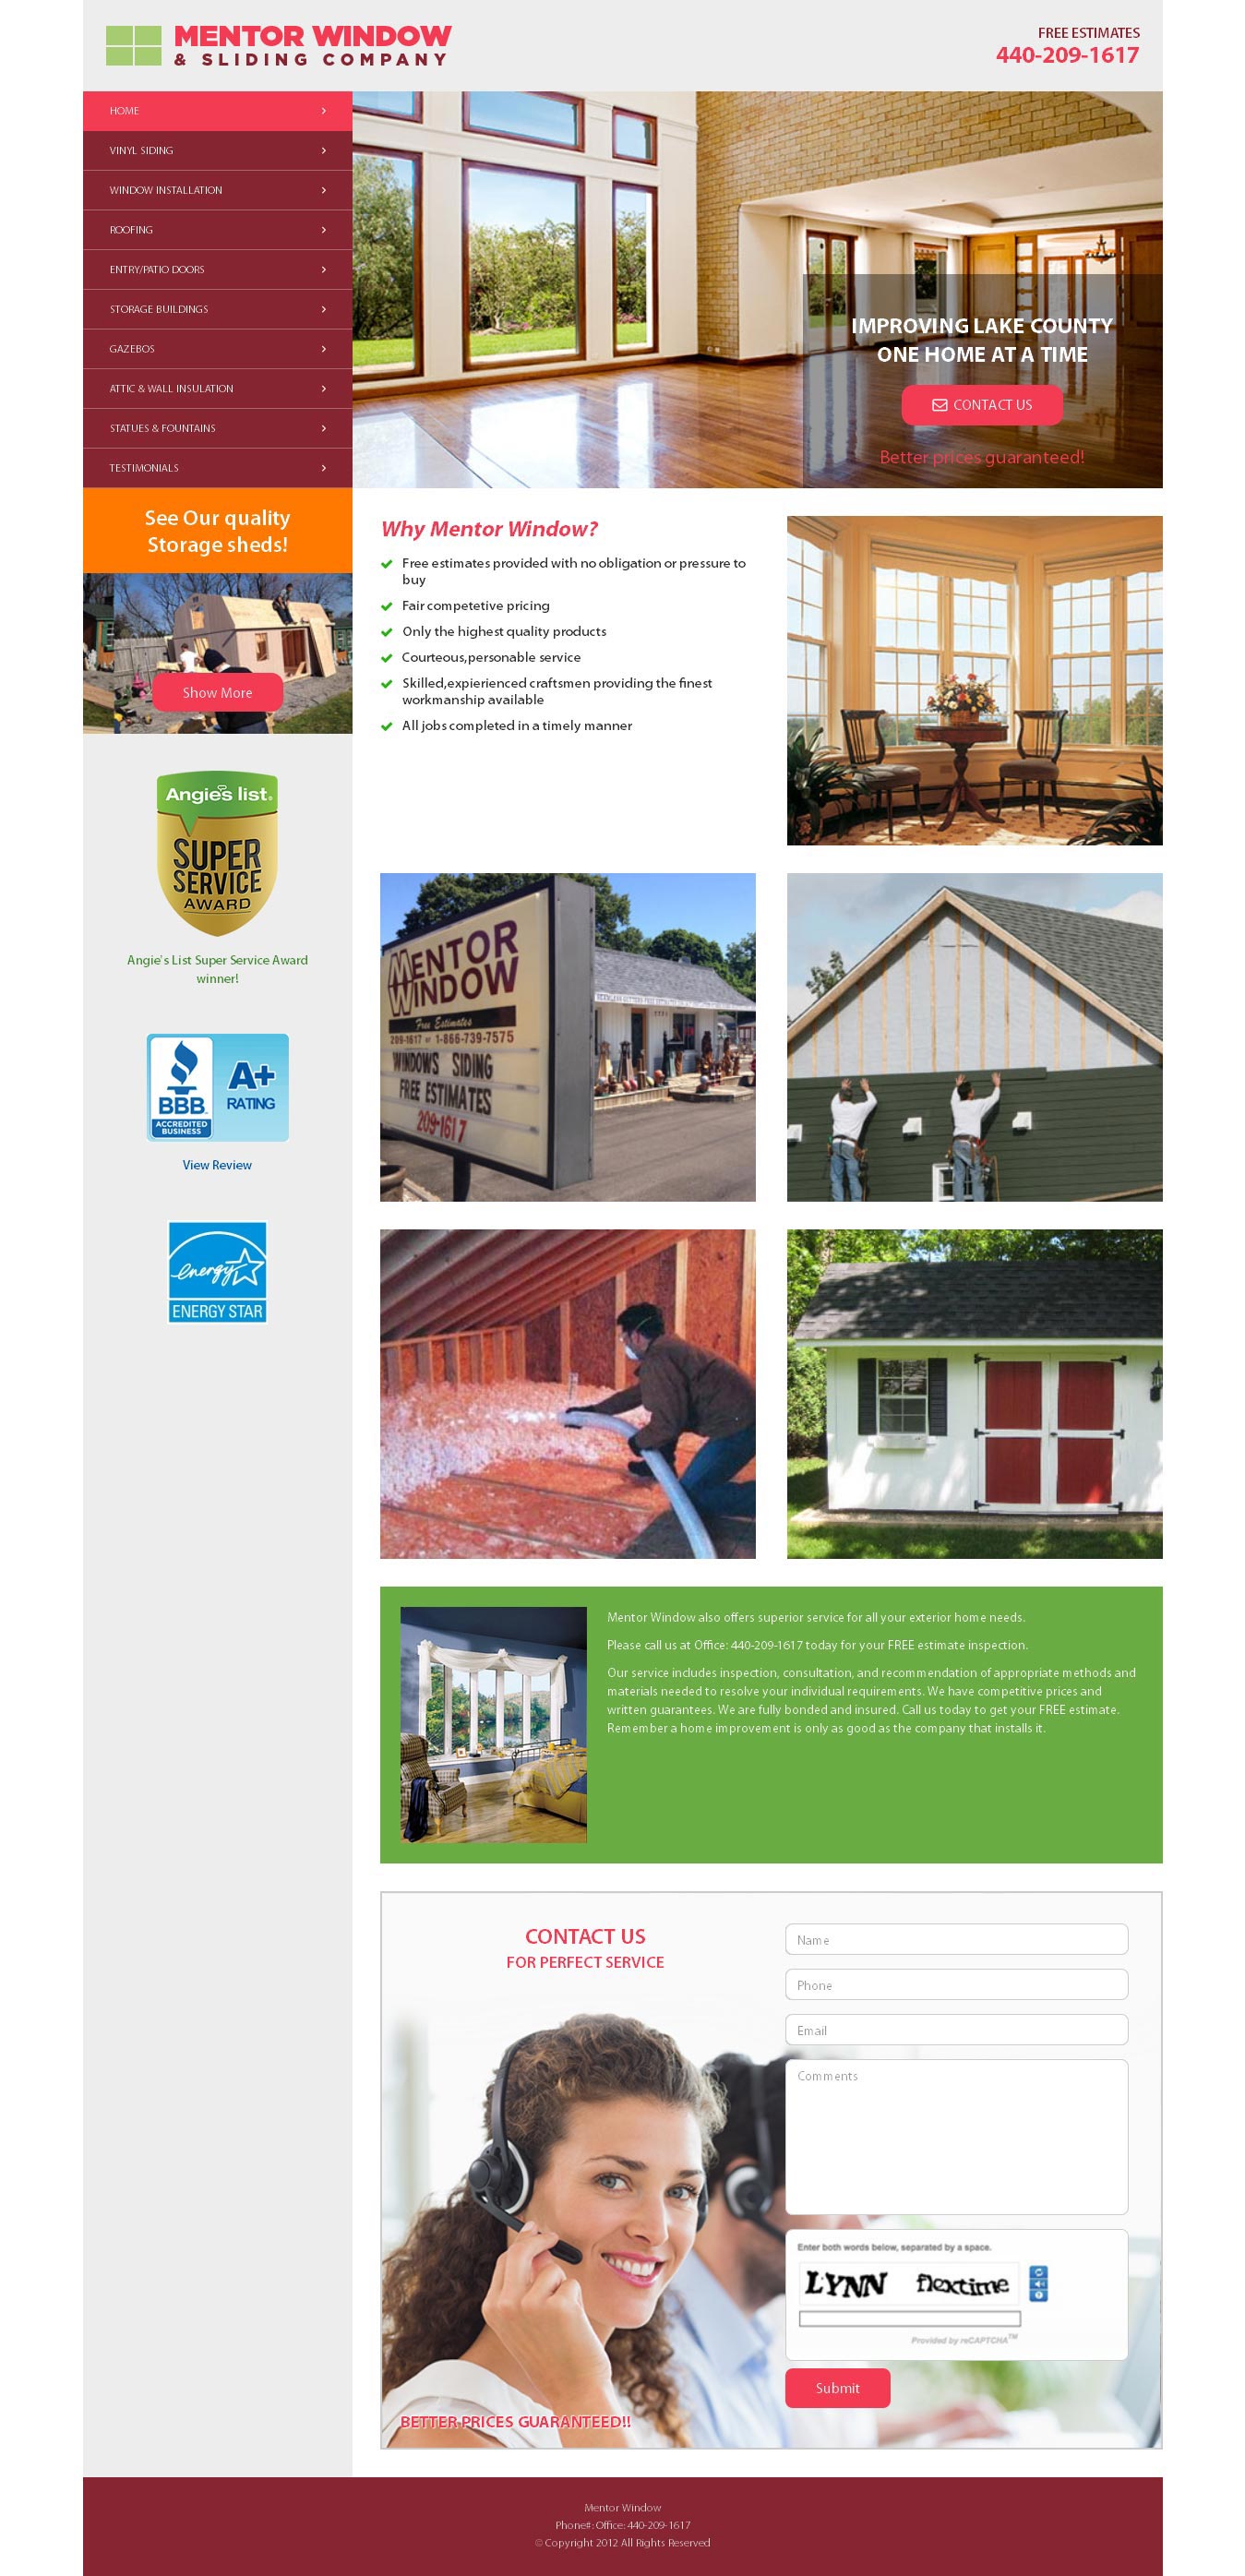 MENTOR WINDOW
& SLIDING COMPANY
FREE ESTIMATES
440-209-1617
HOME
VINYL SIDING
WINDOW INSTALLATION
ROOFING
ENTRY/PATIO DOORS
STORAGE BUILDINGS
GAZEBOS
ATTIC & WALL INSULATION
STATUES & FOUNTAINS
TESTIMONIALS
IMPROVING LAKE COUNTY
ONE HOME AT A TIME
CONTACT US
Better prices guaranteed!
See Our quality
Storage sheds!
Show More
Angie's list.
SUPER
SERVICE
AWARD
Angie's List Super Service Award
winner!
BBB
ACCREDITED
BUSINESS
A+
RATING
View Review
energy
ENERGY STAR
Why Mentor Window?
Free estimates provided with no obligation or pressure to
buy
Fair competetive pricing
Only the highest quality products
Courteous,personable service
Skilled,expierienced craftsmen providing the finest
workmanship available
All jobs completed in a timely manner
MENTOR
WINDOW
Free Estimates
209-1617 or 1-866-739-7575
WINDOWS SIDING
FREE ESTIMATES
209-1617
Mentor Window also offers superior service for all your exterior home needs.
Please call us at Office: 440-209-1617 today for your FREE estimate inspection.
Our service includes inspection, consultation, and recommendation of appropriate methods and
materials needed to resolve your individual requirements. We have competitive prices and
written guarantees. We are fully bonded and insured. Call us today to get your FREE estimate.
Remember a home improvement is only as good as the company that installs it.
CONTACT US
FOR PERFECT SERVICE
BETTER PRICES GUARANTEED!!
Name
Phone
Email
Comments
Enter both words below, separated by a space.
LYNN flextime
Provided by reCAPTCHA™
Submit
Mentor Window
Phone#: Office: 440-209-1617
© Copyright 2012 All Rights Reserved